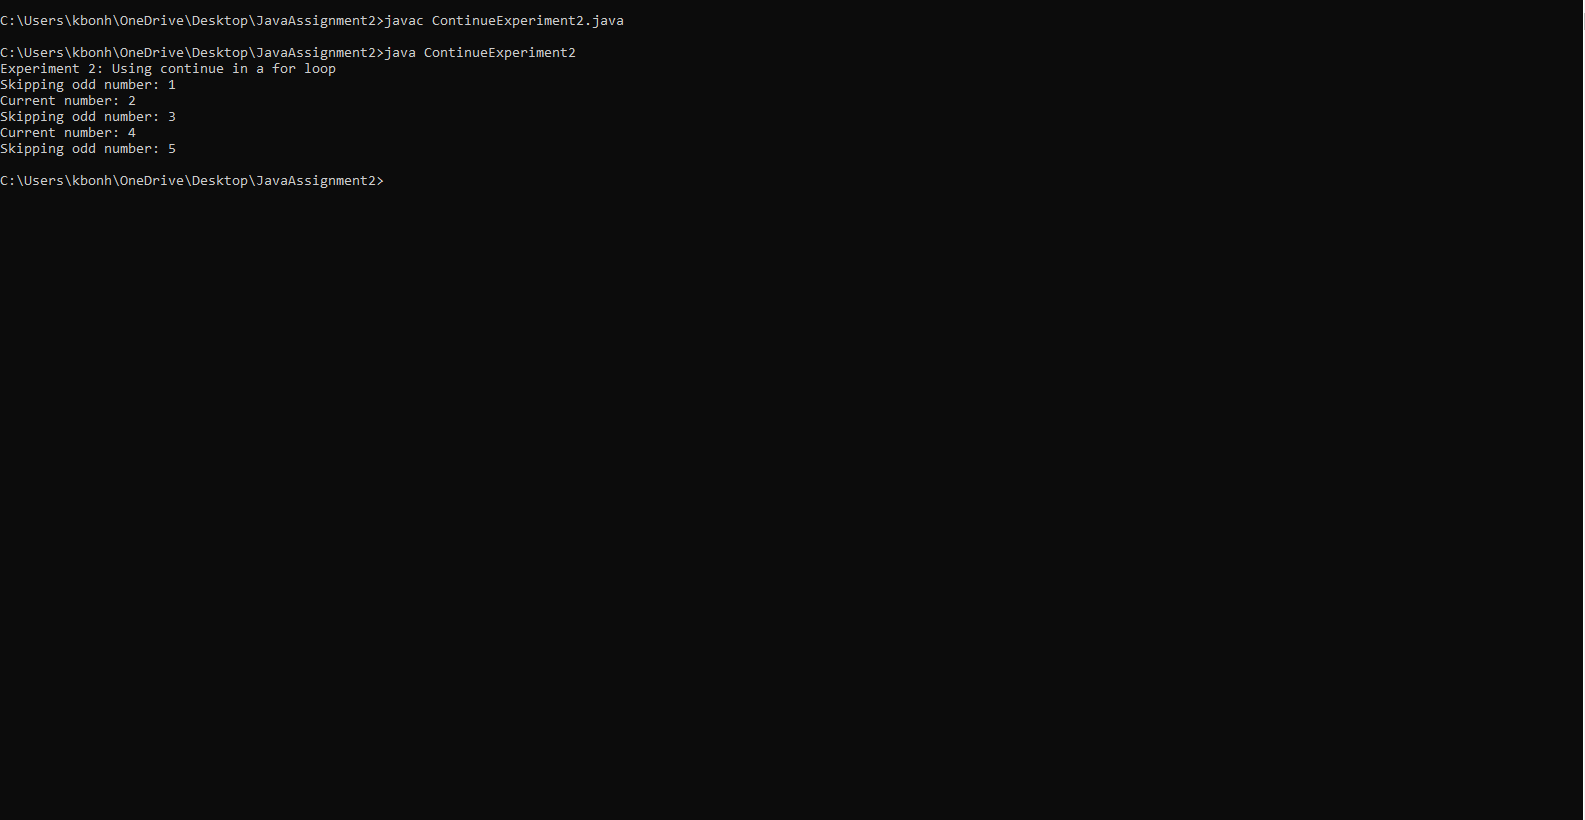 C:\Users\kbonh\OneDrive\Desktop\JavaAssignment2>javac ContinueExperiment2.java
C:\Users\kbonh\OneDrive\Desktop\JavaAssignment2>java ContinueExperiment2
Experiment 2: Using continue in a for loop
Skipping odd number: 1
Current number: 2
Skipping odd number: 3
Current number: 4
Skipping odd number: 5
C:\Users\kbonh\OneDrive\Desktop\JavaAssignment2>